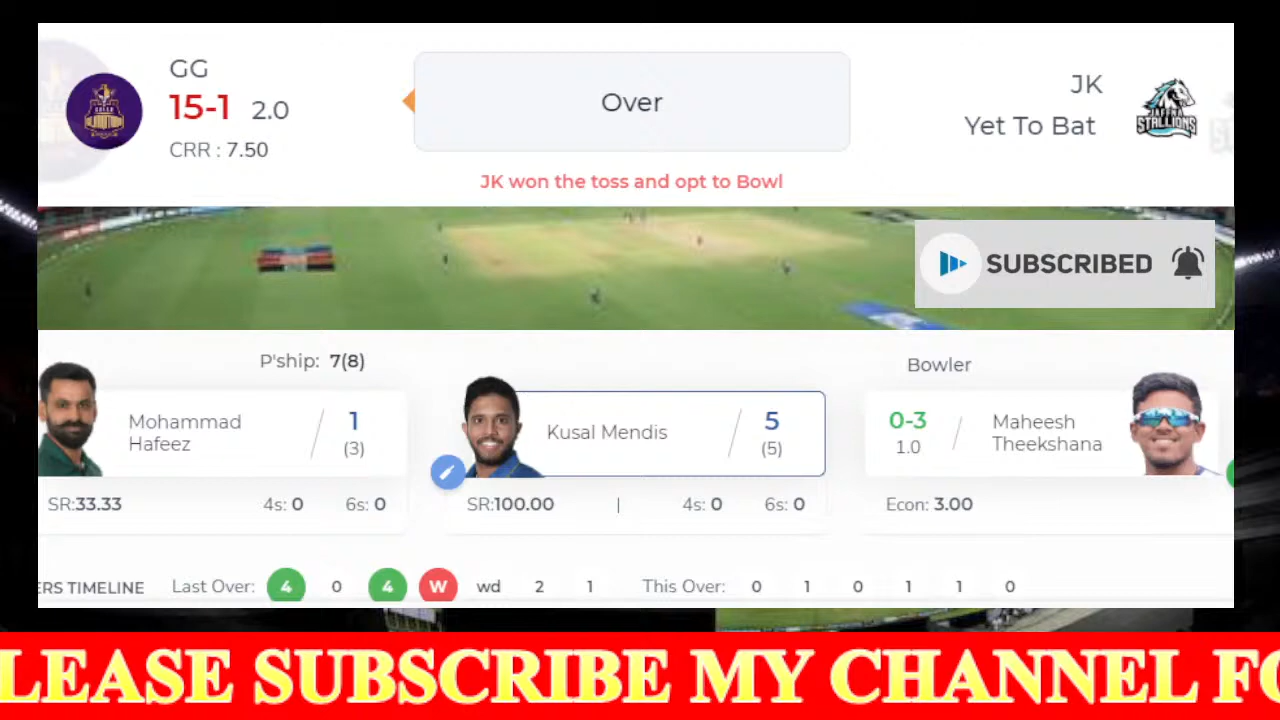 GG
15-1 2.0
CRR : 7.50
Over
JK
Yet To Bat
JAFFNA
STALLIONS
JK won the toss and opt to Bowl
SUBSCRIBED
P'ship: 7(8)
Bowler
Mohammad
Hafeez
1
(3)
Kusal Mendis
5
(5)
0-3
1.0
Maheesh
Theekshana
SR:33.33 4s: 0 6s: 0
SR:100.00 | 4s: 0 6s: 0
Econ: 3.00
ERS TIMELINE Last Over: 4 0 4 W wd 2 1 This Over: 0 1 0 1 1 0
LEASE SUBSCRIBE MY CHANNEL FO